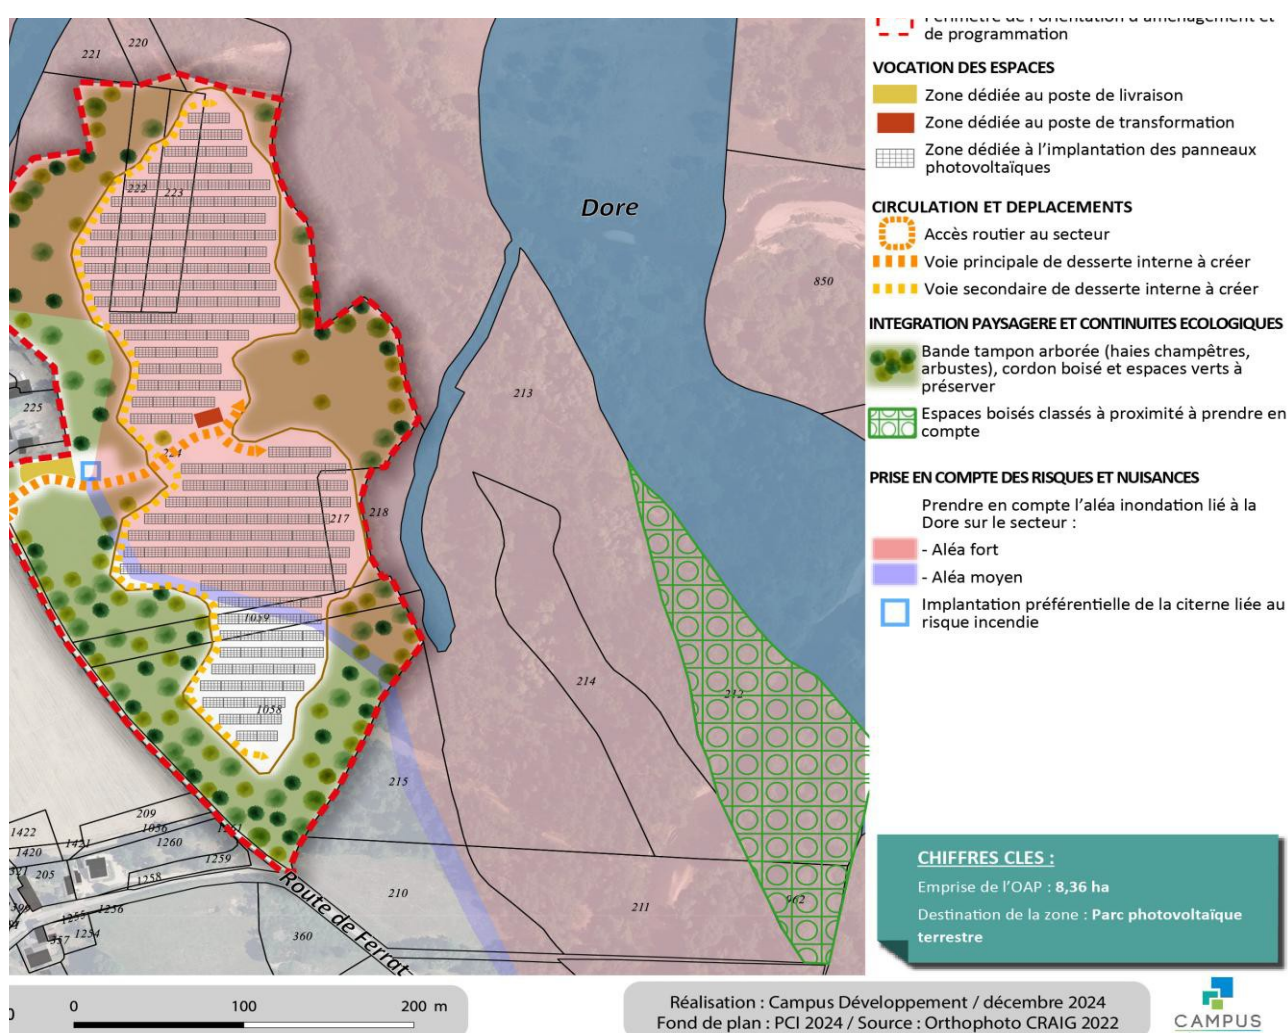 Périmètre de l'orientation d'aménagement et
de programmation
VOCATION DES ESPACES
Zone dédiée au poste de livraison
Zone dédiée au poste de transformation
Zone dédiée à l'implantation des panneaux
photovoltaïques
CIRCULATION ET DEPLACEMENTS
Accès routier au secteur
Voie principale de desserte interne à créer
Voie secondaire de desserte interne à créer
INTEGRATION PAYSAGERE ET CONTINUITES ECOLOGIQUES
Bande tampon arborée (haies champêtres,
arbustes), cordon boisé et espaces verts à
préserver
Espaces boisés classés à proximité à prendre en
compte
PRISE EN COMPTE DES RISQUES ET NUISANCES
Prendre en compte l'aléa inondation lié à la
Dore sur le secteur :
- Aléa fort
- Aléa moyen
Implantation préférentielle de la citerne liée au
risque incendie
CHIFFRES CLES :
Emprise de l'OAP : 8,36 ha
Destination de la zone : Parc photovoltaïque
terrestre
220
221
Dore
222
223
850
213
225
224
217
218
1059
214
212
1058
215
209
1422
1036
1261
1421
1260
1420
1259
205
1258
210
962
211
1256
1255
1254
357
360
Route de Ferrat
0
100
200 m
Réalisation : Campus Développement / décembre 2024
Fond de plan : PCI 2024 / Source : Orthophoto CRAIG 2022
CAMPUS